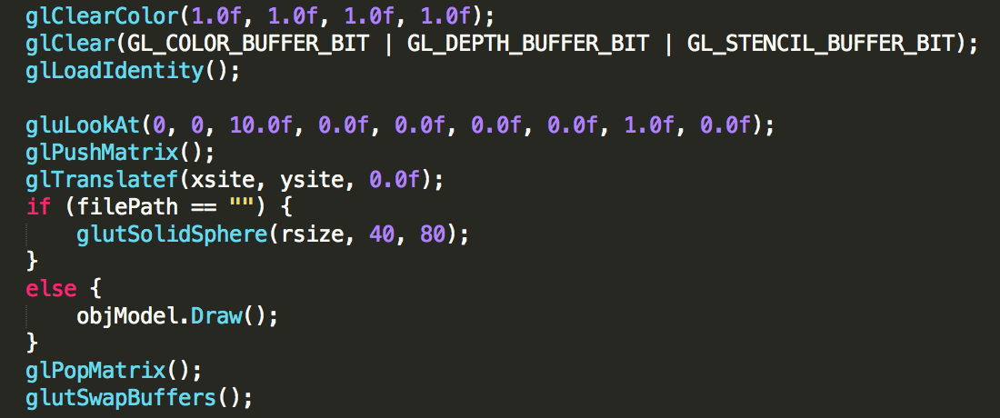 glClearColor(1.0f, 1.0f, 1.0f, 1.0f);
glClear(GL_COLOR_BUFFER_BIT | GL_DEPTH_BUFFER_BIT | GL_STENCIL_BUFFER_BIT);
glLoadIdentity();

gluLookAt(0, 0, 10.0f, 0.0f, 0.0f, 0.0f, 0.0f, 1.0f, 0.0f);
glPushMatrix();
glTranslatef(xsite, ysite, 0.0f);
if (filePath == "") {
    glutSolidSphere(rsize, 40, 80);
}
else {
    objModel.Draw();
}
glPopMatrix();
glutSwapBuffers();